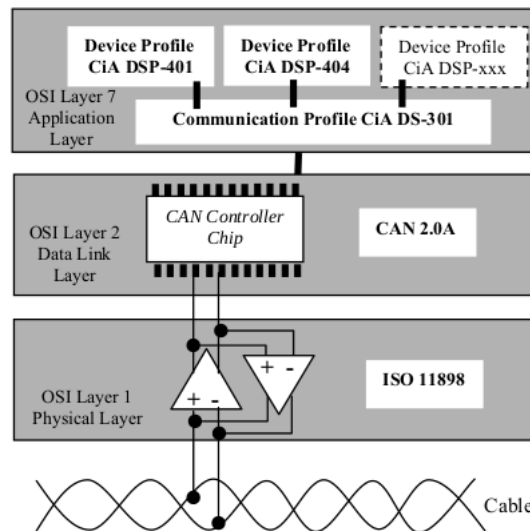 Device Profile
CiA DSP-401
Device Profile
CiA DSP-404
Device Profile
CiA DSP-xxx
OSI Layer 7
Application
Layer
Communication Profile CiA DS-301
OSI Layer 2
Data Link
Layer
CAN Controller
Chip
CAN 2.0A
OSI Layer 1
Physical Layer
+ -
+ -
ISO 11898
Cable